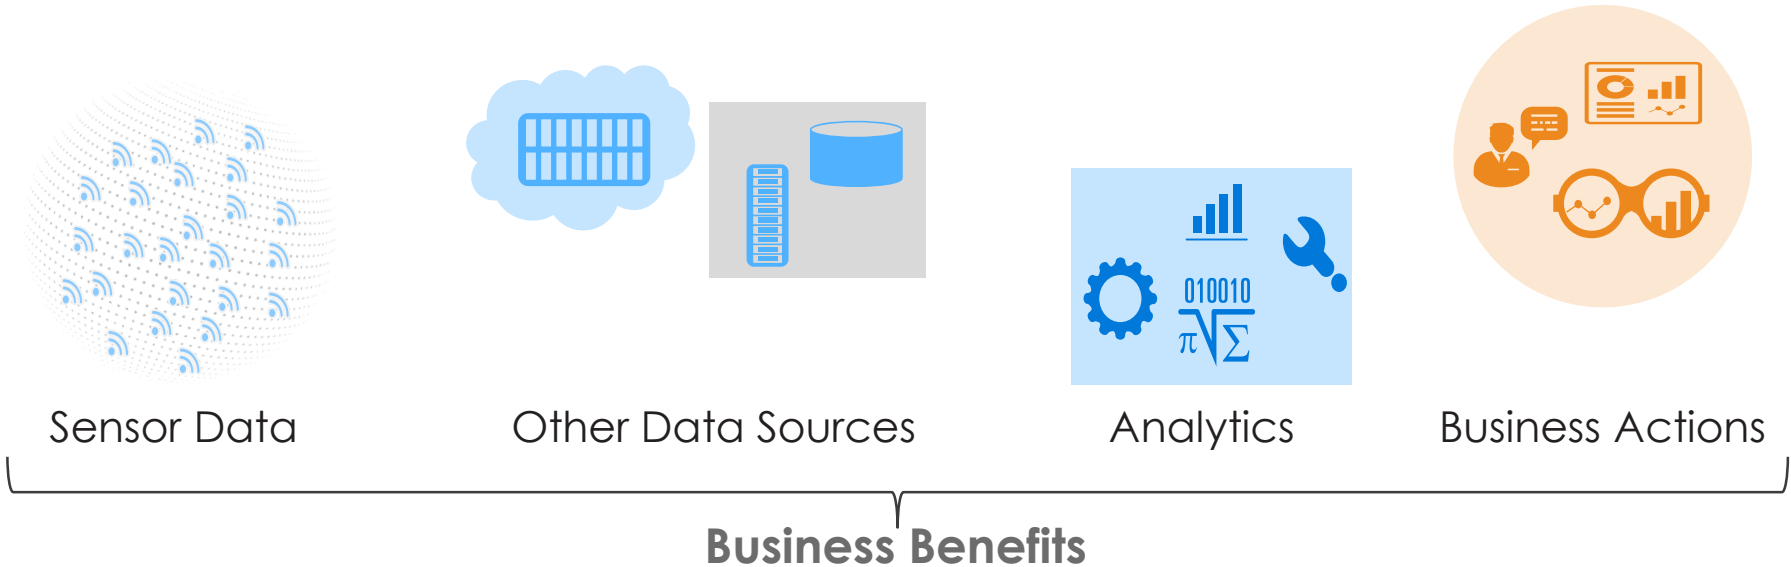 010010
π√Σ
Sensor Data
Other Data Sources
Analytics
Business Actions
Business Benefits